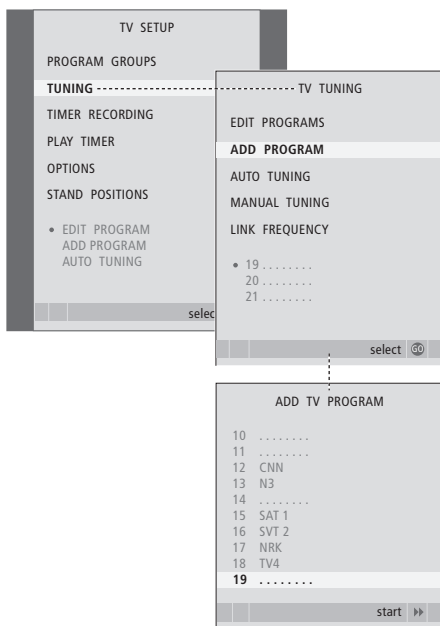 TV SETUP
PROGRAM GROUPS
TUNING
TIMER RECORDING
PLAY TIMER
OPTIONS
STAND POSITIONS
• EDIT PROGRAM
ADD PROGRAM
AUTO TUNING
selec
TV TUNING
EDIT PROGRAMS
ADD PROGRAM
AUTO TUNING
MANUAL TUNING
LINK FREQUENCY
• 19 . . . . . . . .
20 . . . . . . . .
21 . . . . . . . .
select GO
ADD TV PROGRAM
10 . . . . . . . .
11 . . . . . . . .
12 CNN
13 N3
14 . . . . . . . .
15 SAT 1
16 SVT 2
17 NRK
18 TV4
19 . . . . . . . .
start